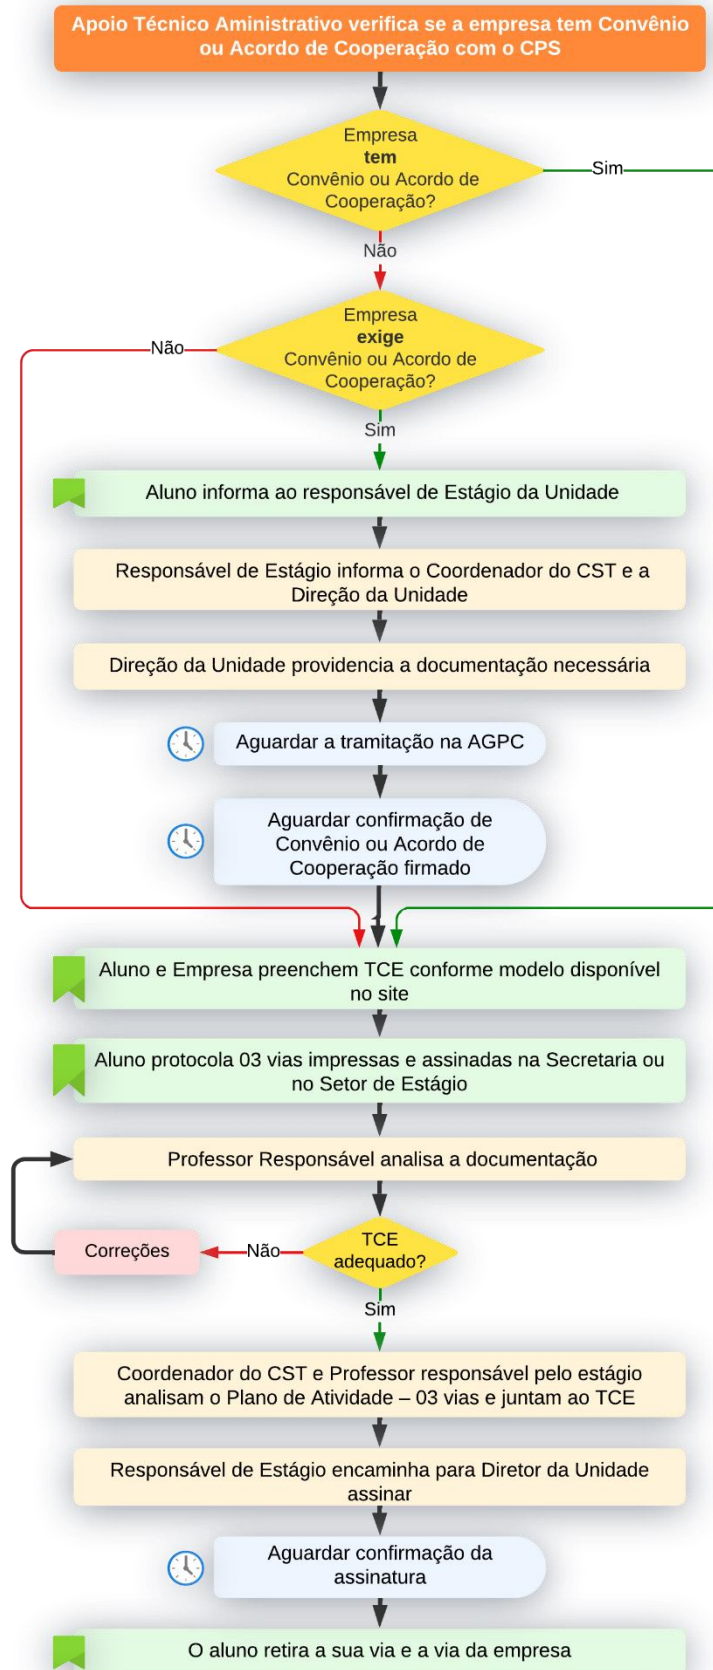 Apoio Técnico Aministrativo verifica se a empresa tem Convênio
ou Acordo de Cooperação com o CPS
Empresa
tem
Convênio ou Acordo de
Cooperação?
Sim
Não
Empresa
exige
Convênio ou Acordo de
Cooperação?
Não
Sim
Aluno informa ao responsável de Estágio da Unidade
Responsável de Estágio informa o Coordenador do CST e a
Direção da Unidade
Direção da Unidade providencia a documentação necessária
Aguardar a tramitação na AGPC
Aguardar confirmação de
Convênio ou Acordo de
Cooperação firmado
Aluno e Empresa preenchem TCE conforme modelo disponível
no site
Aluno protocola 03 vias impressas e assinadas na Secretaria ou
no Setor de Estágio
Professor Responsável analisa a documentação
TCE
adequado?
Não
Correções
Sim
Coordenador do CST e Professor responsável pelo estágio
analisam o Plano de Atividade – 03 vias e juntam ao TCE
Responsável de Estágio encaminha para Diretor da Unidade
assinar
Aguardar confirmação da
assinatura
O aluno retira a sua via e a via da empresa